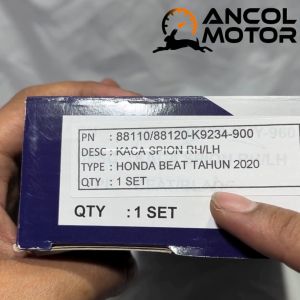 ANCOL
MOTOR
PN : 88110/88120-K9234-900
DESC : KACA SPION RH/LH
TYPE : HONDA BEAT TAHUN 2020
QTY : 1 SET
QTY : 1 SET